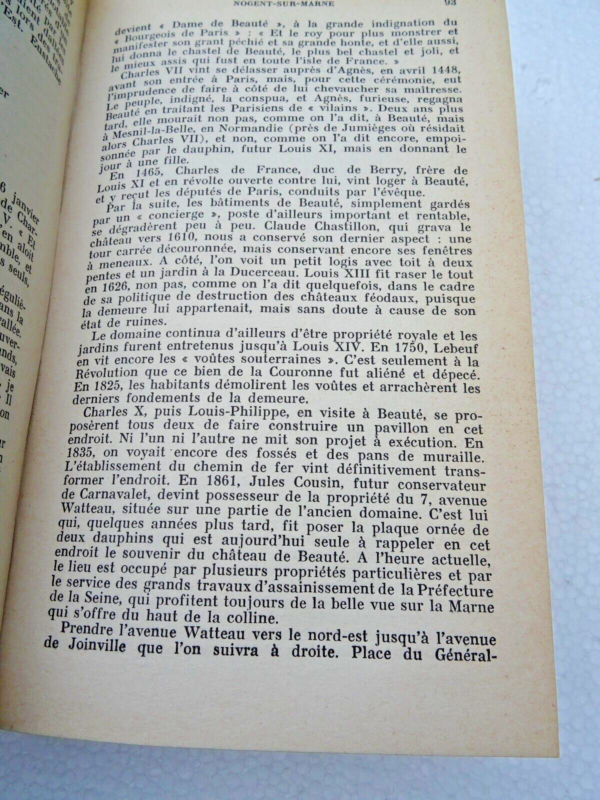 NOGENT-SUR-MARNE 93
devient « Dame de Beauté », à la grande indignation du
« Bourgeois de Paris » : « Et le roy pour plus monstrer et
manifester son grant péchié et sa grande honte, et d'elle aussi,
lui donna le chastel de Beauté, le plus bel chastel et joli, et
le mieux assis qui fust en toute l'isle de France. »
Charles VII vint se délasser auprès d'Agnès, en avril 1448,
avant son entrée à Paris, mais, pour cette cérémonie, eut
l'imprudence de faire à côté de lui chevaucher sa maîtresse.
Le peuple, indigné, la conspua, et Agnès, furieuse, regagna
Beauté en traitant les Parisiens de « vilains ». Deux ans plus
tard, elle mourait non pas, comme on l'a dit, à Beauté, mais
à Mesnil-la-Belle, en Normandie (près de Jumièges où résidait
alors Charles VII), et non, comme on l'a dit encore, empoi-
sonnée par le dauphin, futur Louis XI, mais en donnant le
jour à une fille.
En 1465, Charles de France, duc de Berry, frère de
Louis XI et en révolte ouverte contre lui, vint loger à Beauté,
et y reçut les députés de Paris, conduits par l'évêque.
Par la suite, les bâtiments de Beauté, simplement gardés
par un « concierge », poste d'ailleurs important et rentable,
se dégradèrent peu à peu. Claude Chastillon, qui grava le
château vers 1610, nous a conservé son dernier aspect : une
tour carrée découronnée, mais conservant encore ses fenêtres
à meneaux. A côté, l'on voit un petit logis avec toit à deux
pentes et un jardin à la Ducerceau. Louis XIII fit raser le tout
en 1626, non pas, comme on l'a dit quelquefois, dans le cadre
de sa politique de destruction des châteaux féodaux, puisque
la demeure lui appartenait, mais sans doute à cause de son
état de ruines.
Le domaine continua d'ailleurs d'être propriété royale et les
jardins furent entretenus jusqu'à Louis XIV. En 1750, Lebeuf
en vit encore les « voûtes souterraines ». C'est seulement à la
Révolution que ce bien de la Couronne fut aliéné et dépecé.
En 1825, les habitants démolirent les voûtes et arrachèrent les
derniers fondements de la demeure.
Charles X, puis Louis-Philippe, en visite à Beauté, se pro-
posèrent tous deux de faire construire un pavillon en cet
endroit. Ni l'un ni l'autre ne mit son projet à exécution. En
1835, on voyait encore des fossés et des pans de muraille.
L'établissement du chemin de fer vint définitivement trans-
former l'endroit. En 1861, Jules Cousin, futur conservateur
de Carnavalet, devint possesseur de la propriété du 7, avenue
Watteau, située sur une partie de l'ancien domaine. C'est lui
qui, quelques années plus tard, fit poser la plaque ornée de
deux dauphins qui est aujourd'hui seule à rappeler en cet
endroit le souvenir du château de Beauté. A l'heure actuelle,
le lieu est occupé par plusieurs propriétés particulières et par
le service des grands travaux d'assainissement de la Préfecture
de la Seine, qui profitent toujours de la belle vue sur la Marne
qui s'offre du haut de la colline.
Prendre l'avenue Watteau vers le nord-est jusqu'à l'avenue
de Joinville que l'on suivra à droite. Place du Général-